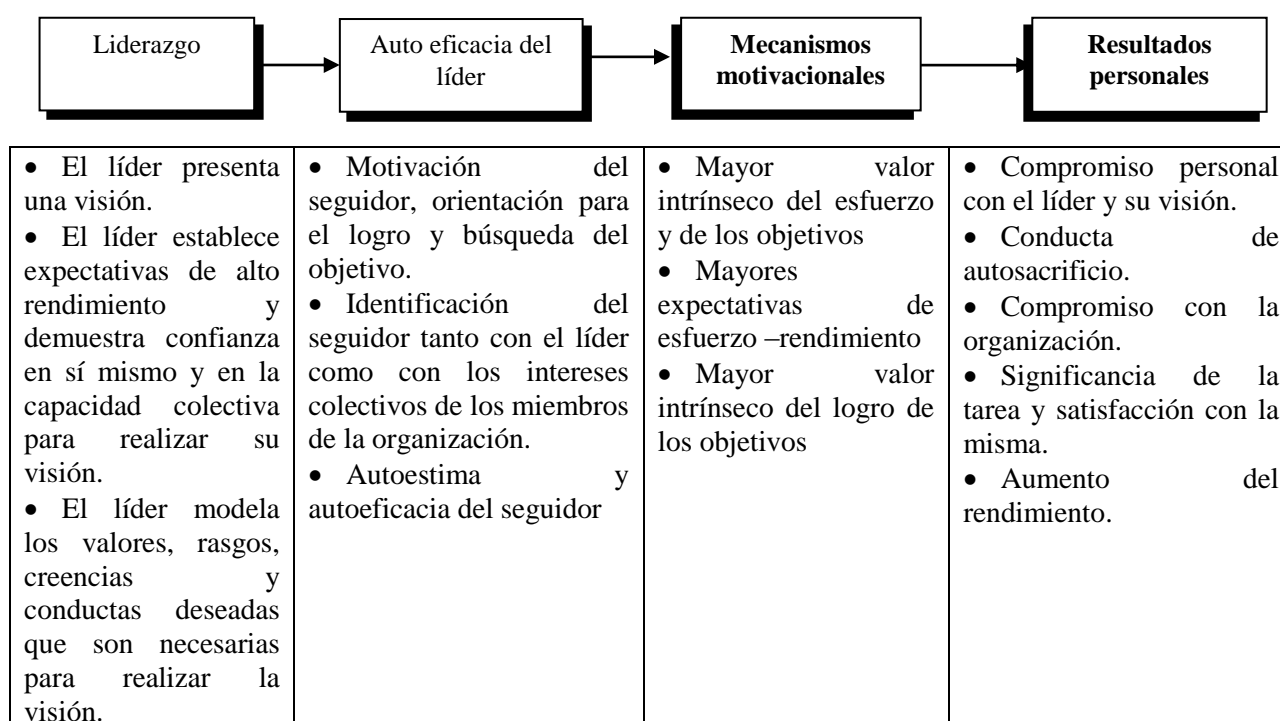 Liderazgo
Auto eficacia del
líder
Mecanismos
motivacionales
Resultados
personales
• El líder presenta
una visión.
• El líder establece
expectativas de alto
rendimiento y
demuestra confianza
en sí mismo y en la
capacidad colectiva
para realizar su
visión.
• El líder modela
los valores, rasgos,
creencias y
conductas deseadas
que son necesarias
para realizar la
visión.
• Motivación del
seguidor, orientación para
el logro y búsqueda del
objetivo.
• Identificación del
seguidor tanto con el líder
como con los intereses
colectivos de los miembros
de la organización.
• Autoestima y
autoeficacia del seguidor
• Mayor valor
intrínseco del esfuerzo
y de los objetivos
• Mayores
expectativas de
esfuerzo –rendimiento
• Mayor valor
intrínseco del logro de
los objetivos
• Compromiso personal
con el líder y su visión.
• Conducta de
autosacrificio.
• Compromiso con la
organización.
• Significancia de la
tarea y satisfacción con la
misma.
• Aumento del
rendimiento.